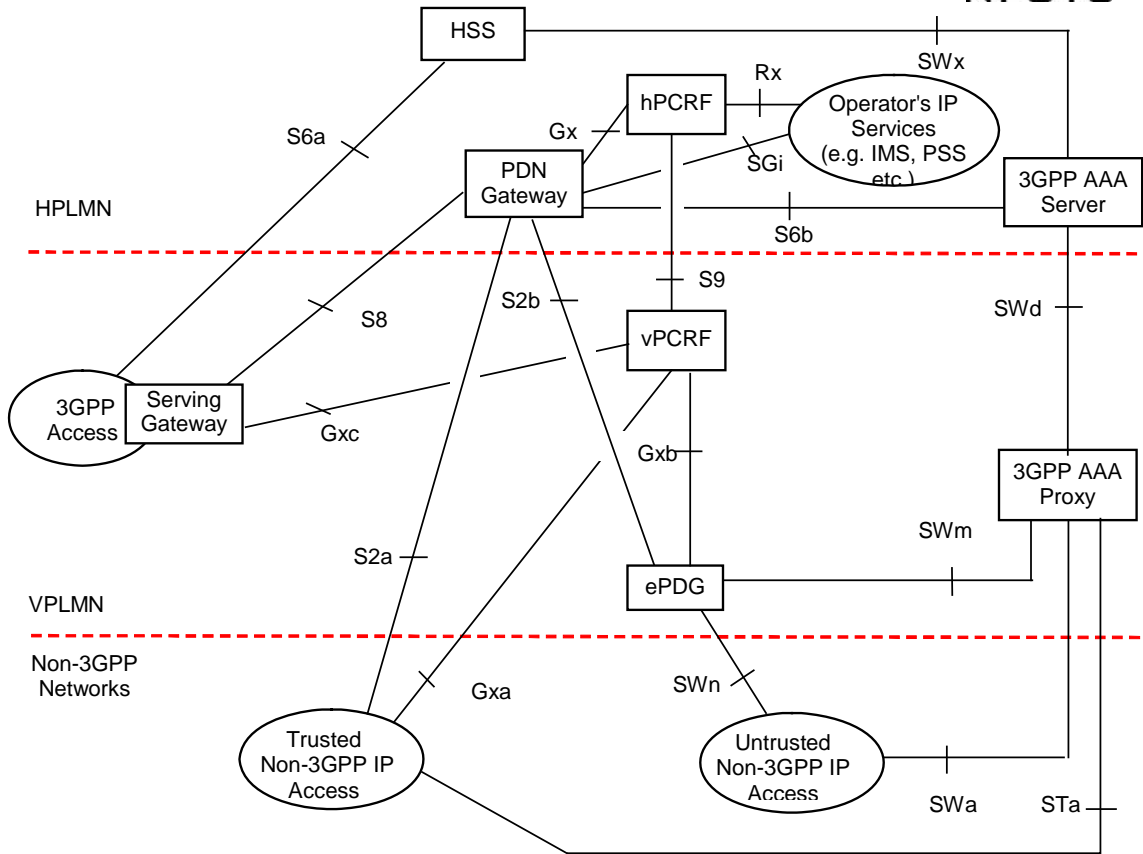 HSS
SWx
Rx
hPCRF
Operator's IP
Services
(e.g. IMS, PSS
etc.)
Gx
S6a
SGi
PDN
Gateway
3GPP AAA
Server
HPLMN
S6b
S2b
S9
SWd
S8
vPCRF
3GPP
Access
Serving
Gateway
Gxc
Gxb
3GPP AAA
Proxy
SWm
S2a
ePDG
VPLMN
Non-3GPP
Networks
Gxa
SWn
Trusted
Non-3GPP IP
Access
Untrusted
Non-3GPP IP
Access
SWa
STa